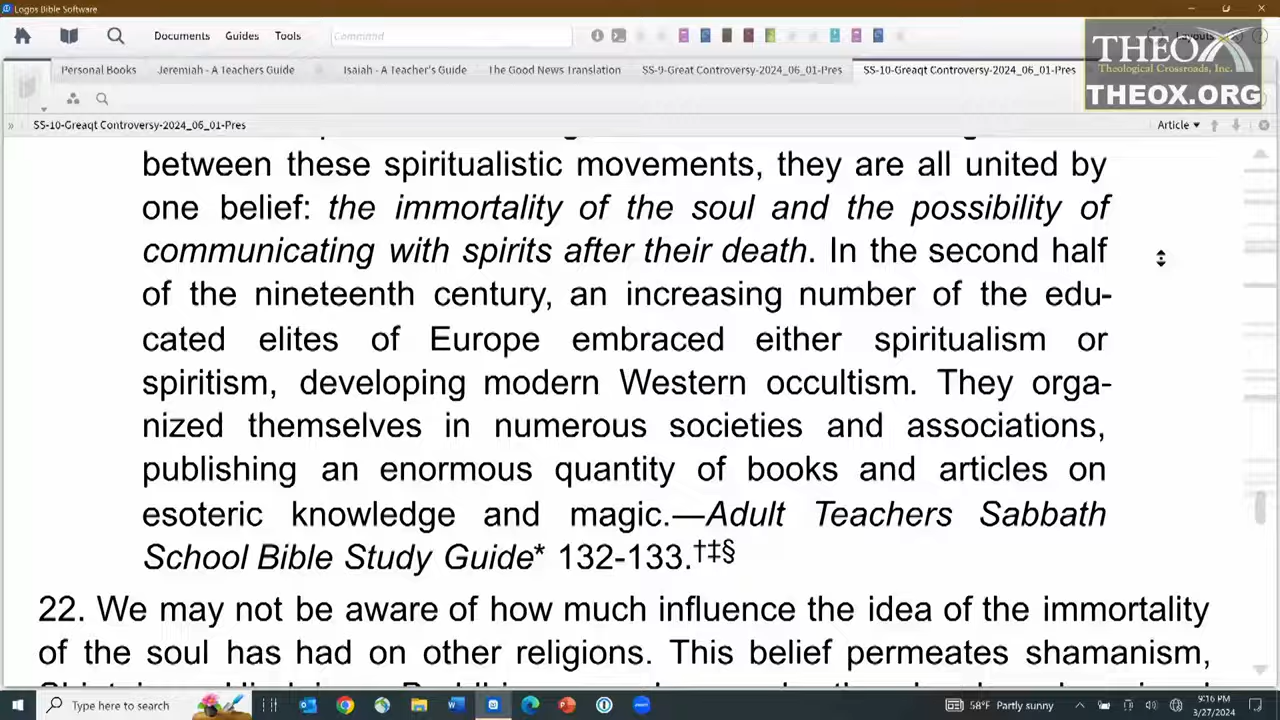 Logos Bible Software
Documents Guides Tools Command Layouts
THEOX
Theological Crossroads, Inc.
THEOX.ORG
Personal Books Jeremiah - A Teachers Guide Isaiah - A Teachers The Good News Translation SS-9-Great Controversy-2024_06_01-Pres SS-10-Greaqt Controversy-2024_06_01-Pres
SS-10-Greaqt Controversy-2024_06_01-Pres Article
between these spiritualistic movements, they are all united by
one belief: the immortality of the soul and the possibility of
communicating with spirits after their death. In the second half
of the nineteenth century, an increasing number of the edu-
cated elites of Europe embraced either spiritualism or
spiritism, developing modern Western occultism. They orga-
nized themselves in numerous societies and associations,
publishing an enormous quantity of books and articles on
esoteric knowledge and magic.—Adult Teachers Sabbath
School Bible Study Guide* 132-133.†‡§
22. We may not be aware of how much influence the idea of the immortality
of the soul has had on other religions. This belief permeates shamanism,
Type here to search 58°F Partly sunny 9:16 PM
3/27/2024